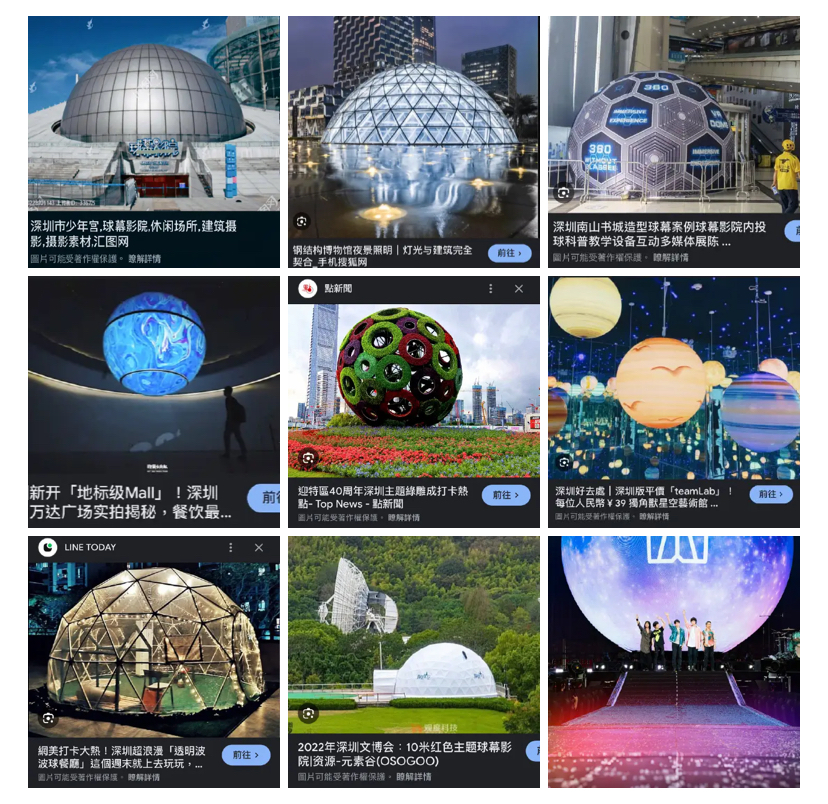 深圳市少年宫,球幕影院,休闲场所,建筑摄
影,摄影素材,汇图网
圖片可能受著作權保護。 瞭解詳情
钢结构博物馆夜景照明｜灯光与建筑完全
契合_手机搜狐网
前往 ›
360
IMMERSIVE
EXPERIENCE
360
WITHOUT
GLASSES
VR
DOME
IMMERSIVE
深圳南山书城造型球幕案例球幕影院内投
球科普教学设备互动多媒体展陈 ...
圖片可能受著作權保護。 瞭解詳情
新开「地标级Mall」！深圳
万达广场实拍揭秘，餐饮最...
前往
點新聞
迎特區40周年深圳主題綠雕成打卡熱
點- Top News - 點新聞
前往 ›
圖片可能受著作權保護。 瞭解詳情
深圳好去處｜深圳版平價「teamLab」！
每位人民幣￥39 獨角獸星空藝術館 ...
前往 ›
圖片可能受著作權保護。 瞭解詳情
LINE TODAY
網美打卡大熱！深圳超浪漫「透明波
波球餐廳」這個週末就上去玩玩，...
前往 ›
圖片可能受著作權保護。 瞭解詳情
2022年深圳文博会：10米红色主题球幕影
院|资源-元素谷(OSOGOO)
圖片可能受著作權保護。 瞭解詳情